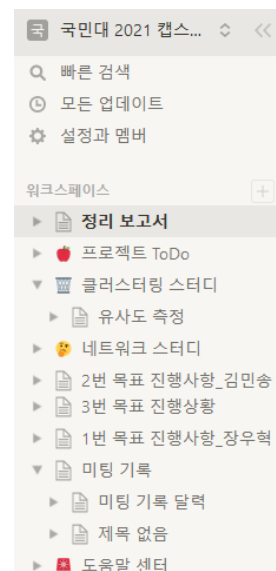 국 국민대 2021 캡스...
빠른 검색
모든 업데이트
설정과 멤버
워크스페이스
정리 보고서
프로젝트 ToDo
클러스터링 스터디
유사도 측정
네트워크 스터디
2번 목표 진행사항_김민송
3번 목표 진행상황
1번 목표 진행사항_장우혁
미팅 기록
미팅 기록 달력
제목 없음
도움말 센터